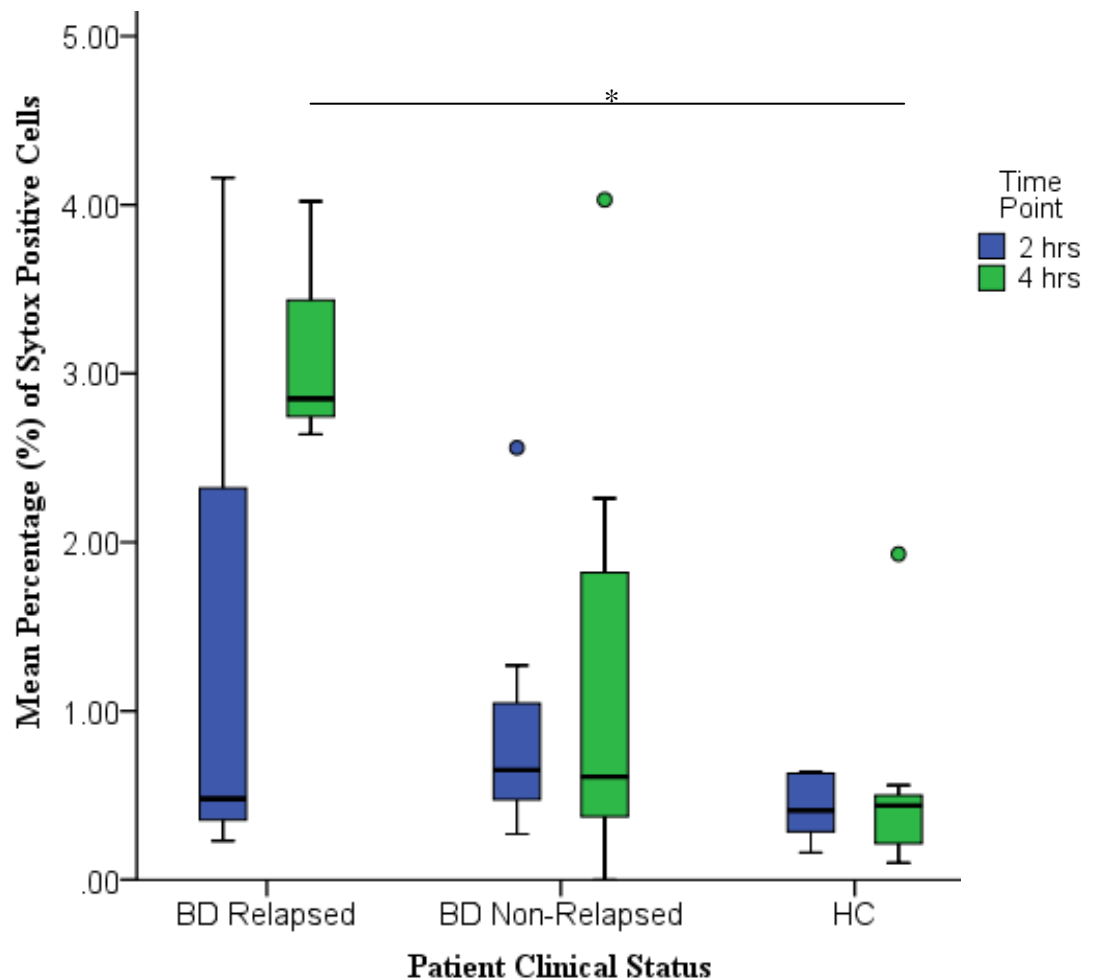 Mean Percentage (%) of Sytox Positive Cells
5.00
4.00
3.00
2.00
1.00
.00
*
BD Relapsed
BD Non-Relapsed
HC
Patient Clinical Status
Time
Point
2 hrs
4 hrs